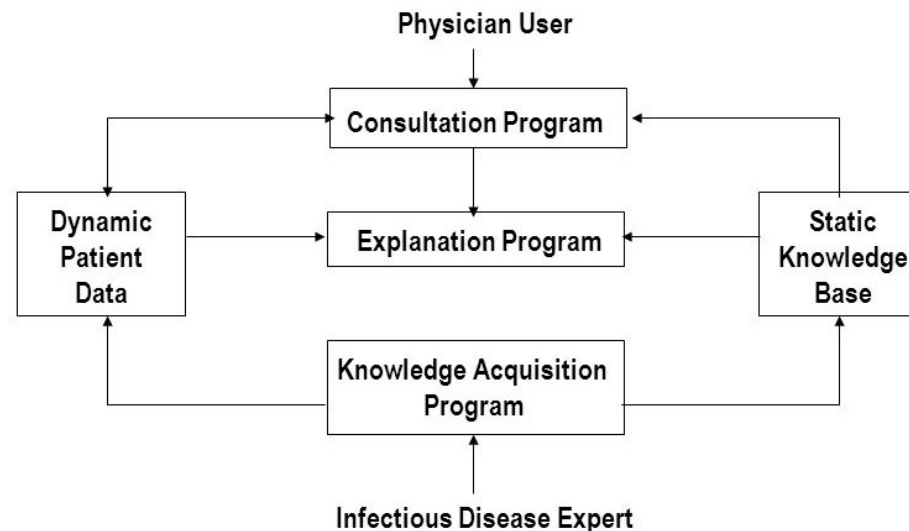 Physician User
Consultation Program
Dynamic
Patient
Data
Explanation Program
Static
Knowledge
Base
Knowledge Acquisition
Program
Infectious Disease Expert